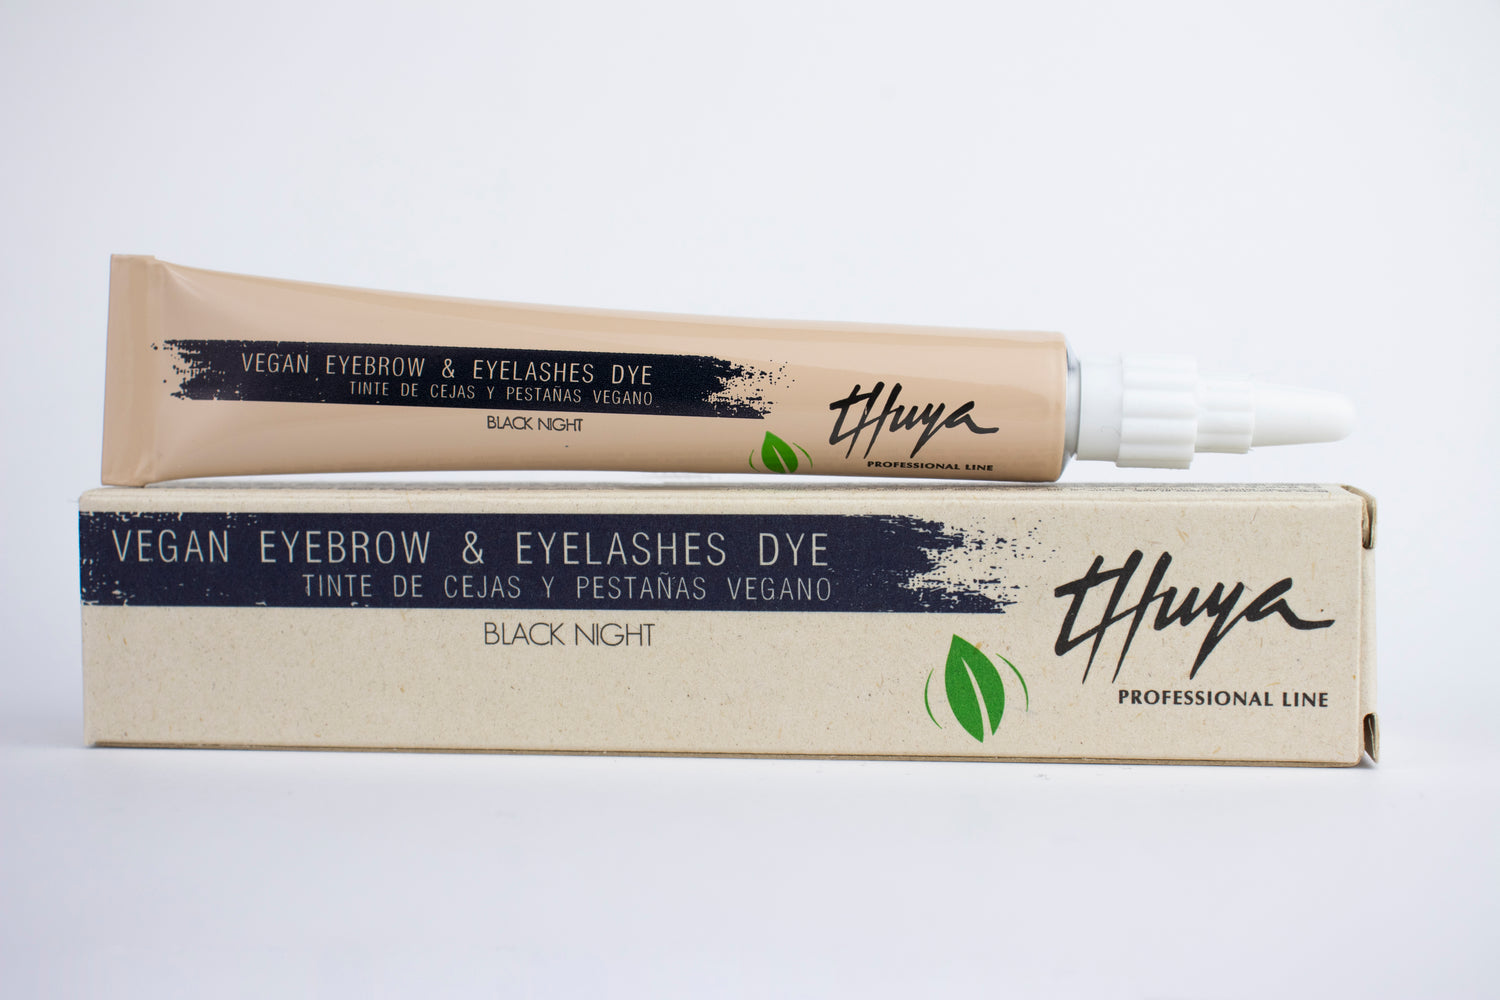 VEGAN EYEBROW & EYELASHES DYE
TINTE DE CEJAS Y PESTAÑAS VEGANO
BLACK NIGHT
tHuya
PROFESSIONAL LINE
VEGAN EYEBROW & EYELASHES DYE
TINTE DE CEJAS Y PESTAÑAS VEGANO
BLACK NIGHT
tHuya
PROFESSIONAL LINE